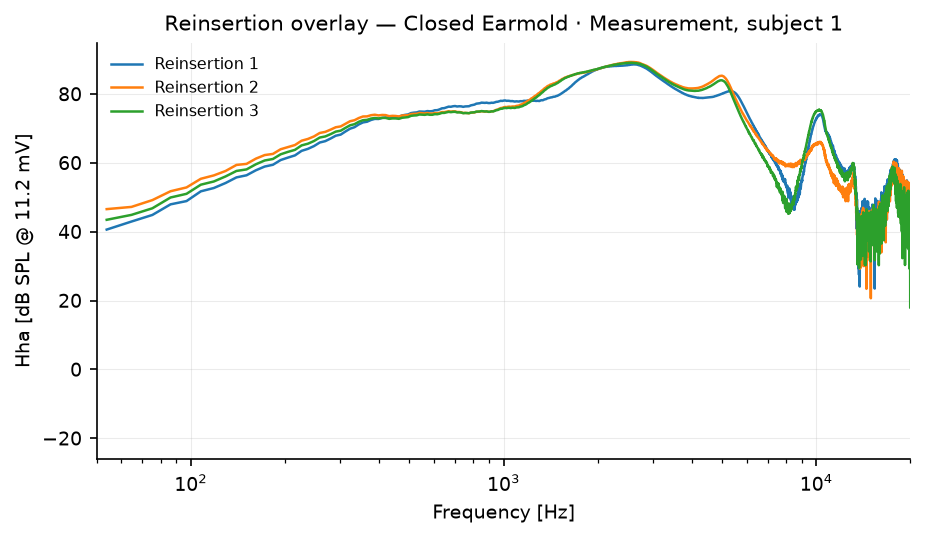 Reinsertion overlay — Closed Earmold · Measurement, subject 1
Reinsertion 1
Reinsertion 2
Reinsertion 3
Hha [dB SPL @ 11.2 mV]
80
60
40
20
0
−20
10²
10³
10⁴
Frequency [Hz]